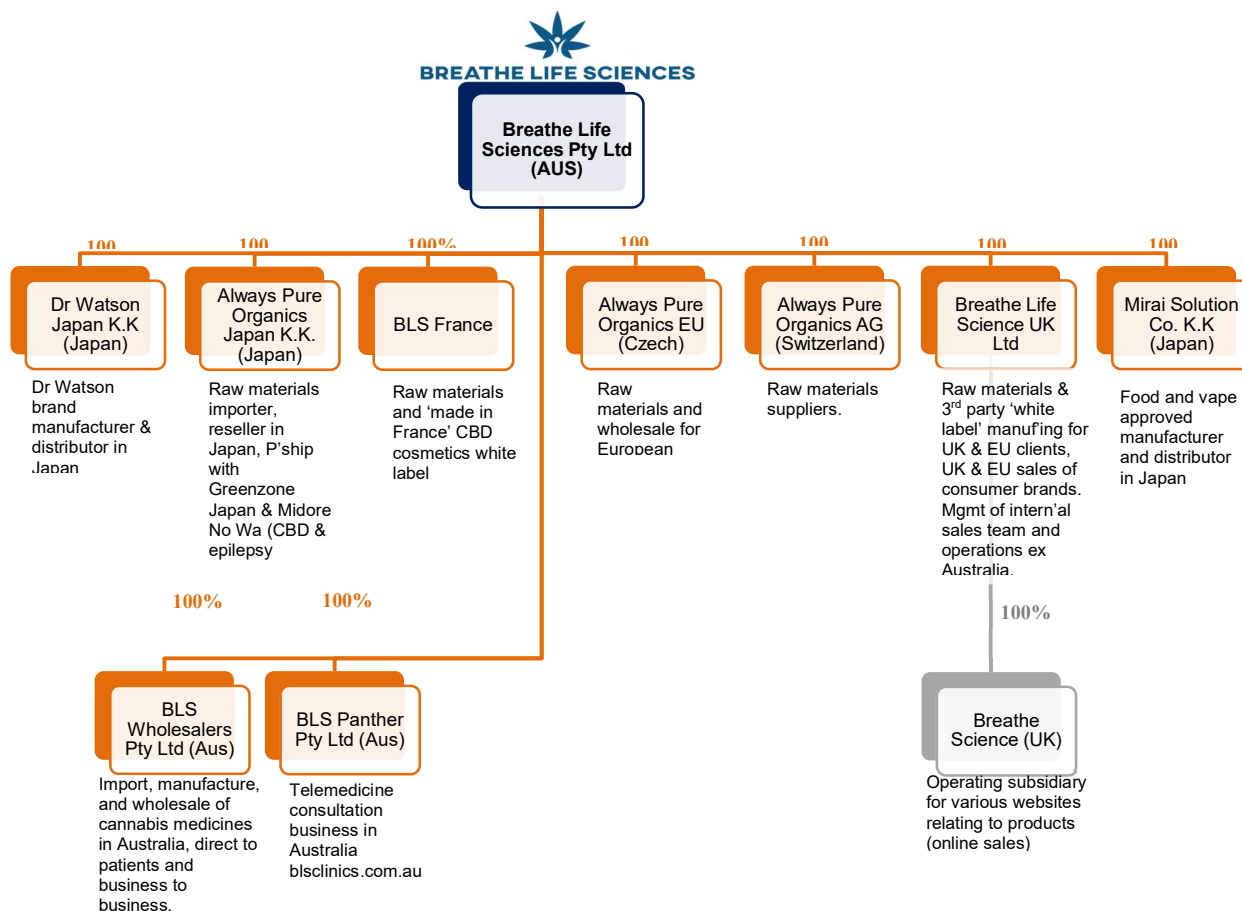 BREATHE LIFE SCIENCES
Breathe Life
Sciences Pty Ltd
(AUS)
100
100
100%
100
100
100
100
Dr Watson
Japan K.K
(Japan)
Dr Watson
brand
manufacturer &
distributor in
Japan
Always Pure
Organics
Japan K.K.
(Japan)
Raw materials
importer,
reseller in
Japan, P'ship
with
Greenzone
Japan & Midore
No Wa (CBD &
epilepsy
BLS France
Raw materials
and ‘made in
France’ CBD
cosmetics white
label
Always Pure
Organics EU
(Czech)
Raw
materials and
wholesale for
European
Always Pure
Organics AG
(Switzerland)
Raw materials
suppliers.
Breathe Life
Science UK
Ltd
Raw materials &
3rd party ‘white
label’ manuf’ing for
UK & EU clients,
UK & EU sales of
consumer brands.
Mgmt of intern’al
sales team and
operations ex
Australia.
Mirai Solution
Co. K.K
(Japan)
Food and vape
approved
manufacturer
and distributor
in Japan
100%
100%
100%
BLS
Wholesalers
Pty Ltd (Aus)
Import, manufacture,
and wholesale of
cannabis medicines
in Australia, direct to
patients and
business to
business.
BLS Panther
Pty Ltd (Aus)
Telemedicine
consultation
business in
Australia
blsclinics.com.au
Breathe
Science (UK)
Operating subsidiary
for various websites
relating to products
(online sales)